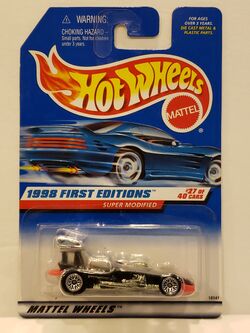 WARNING:
CHOKING HAZARD -
Small parts. Not for children
under 3 years.
FOR AGES
OVER 3 YEARS.
DIE CAST METAL &
PLASTIC PARTS.
Hot Wheels
MATTEL
1998 FIRST EDITIONS
SUPER MODIFIED
#27 OF
40 CARS
MATTEL WHEELS